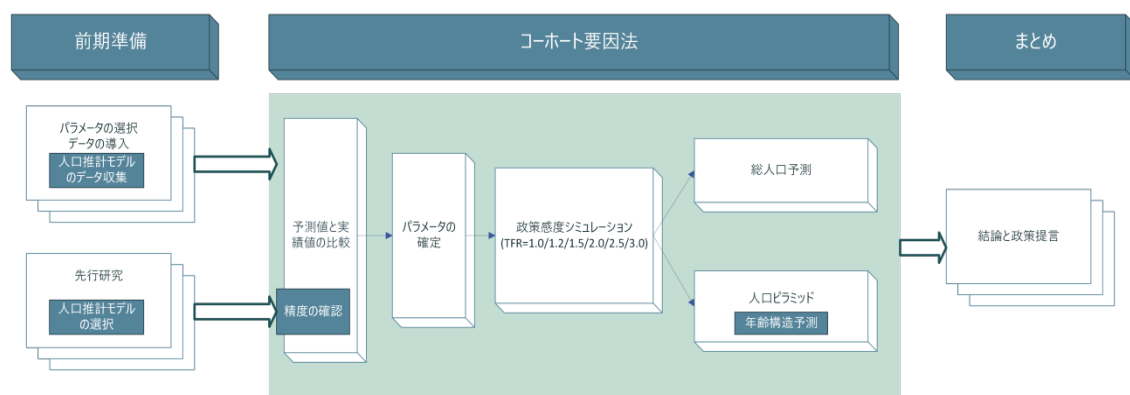 前期準備
コーホート要因法
まとめ
パラメータの選択
データの導入
人口推計モデル
のデータ収集
先行研究
人口推計モデル
の選択
予測値と実
績値の比較
精度の確認
パラメータの
確定
政策感度シミュレーション
(TFR=1.0/1.2/1.5/2.0/2.5/3.0)
総人口予測
人口ピラミッド
年齢構造予測
結論と政策提言